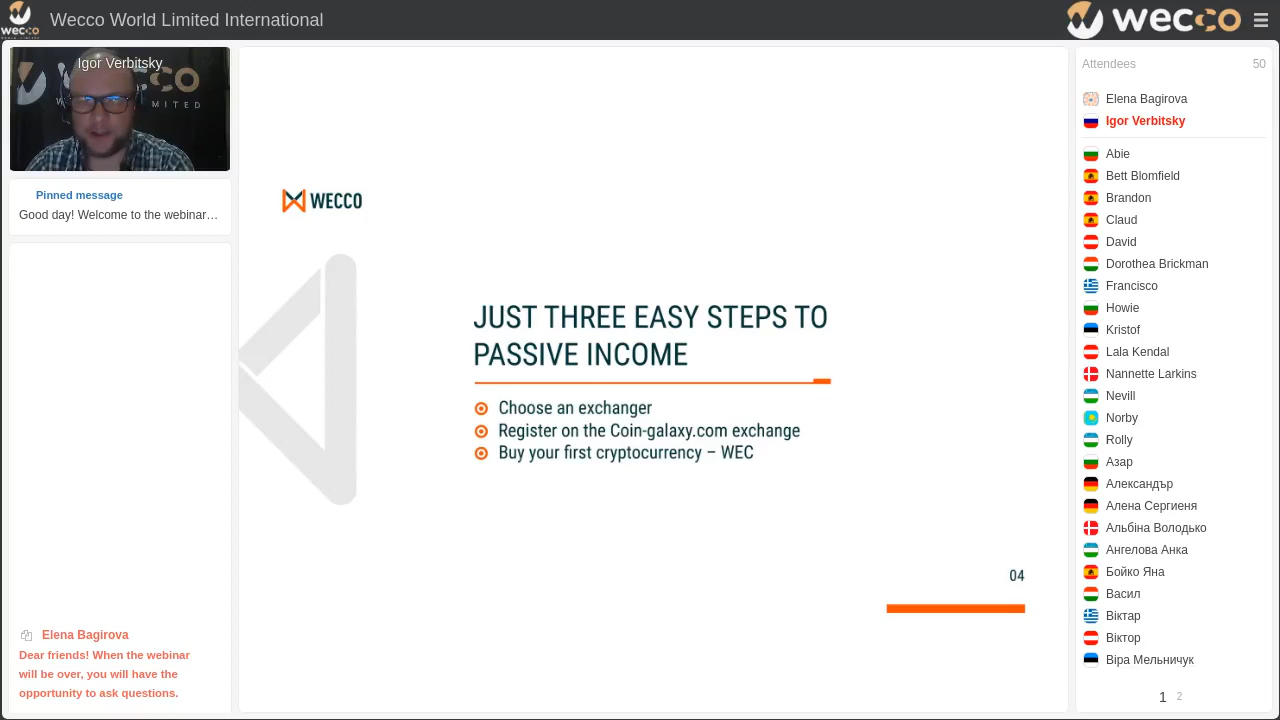 Wecco World Limited International
wecco
wecco
Igor Verbitsky
Pinned message
Good day! Welcome to the webinar…
Elena Bagirova
Dear friends! When the webinar
will be over, you will have the
opportunity to ask questions.
WECCO
JUST THREE EASY STEPS TO
PASSIVE INCOME
Choose an exchanger
Register on the Coin-galaxy.com exchange
Buy your first cryptocurrency – WEC
04
Attendees 50
Elena Bagirova
Igor Verbitsky
Abie
Bett Blomfield
Brandon
Claud
David
Dorothea Brickman
Francisco
Howie
Kristof
Lala Kendal
Nannette Larkins
Nevill
Norby
Rolly
Азар
Александър
Алена Сергиеня
Альбіна Володько
Ангелова Анка
Бойко Яна
Васил
Віктар
Віктор
Віра Мельничук
1 2